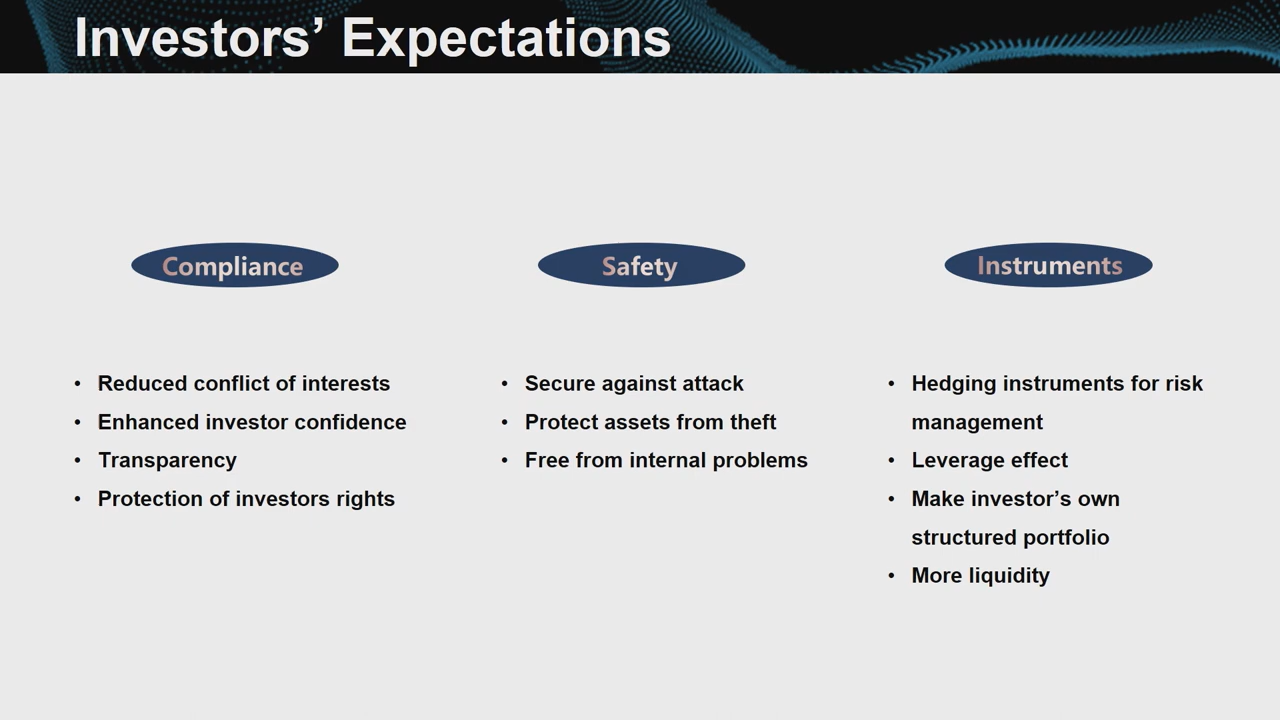 Investors’ Expectations
Compliance
• Reduced conflict of interests
• Enhanced investor confidence
• Transparency
• Protection of investors rights
Safety
• Secure against attack
• Protect assets from theft
• Free from internal problems
Instruments
• Hedging instruments for risk
management
• Leverage effect
• Make investor’s own
structured portfolio
• More liquidity